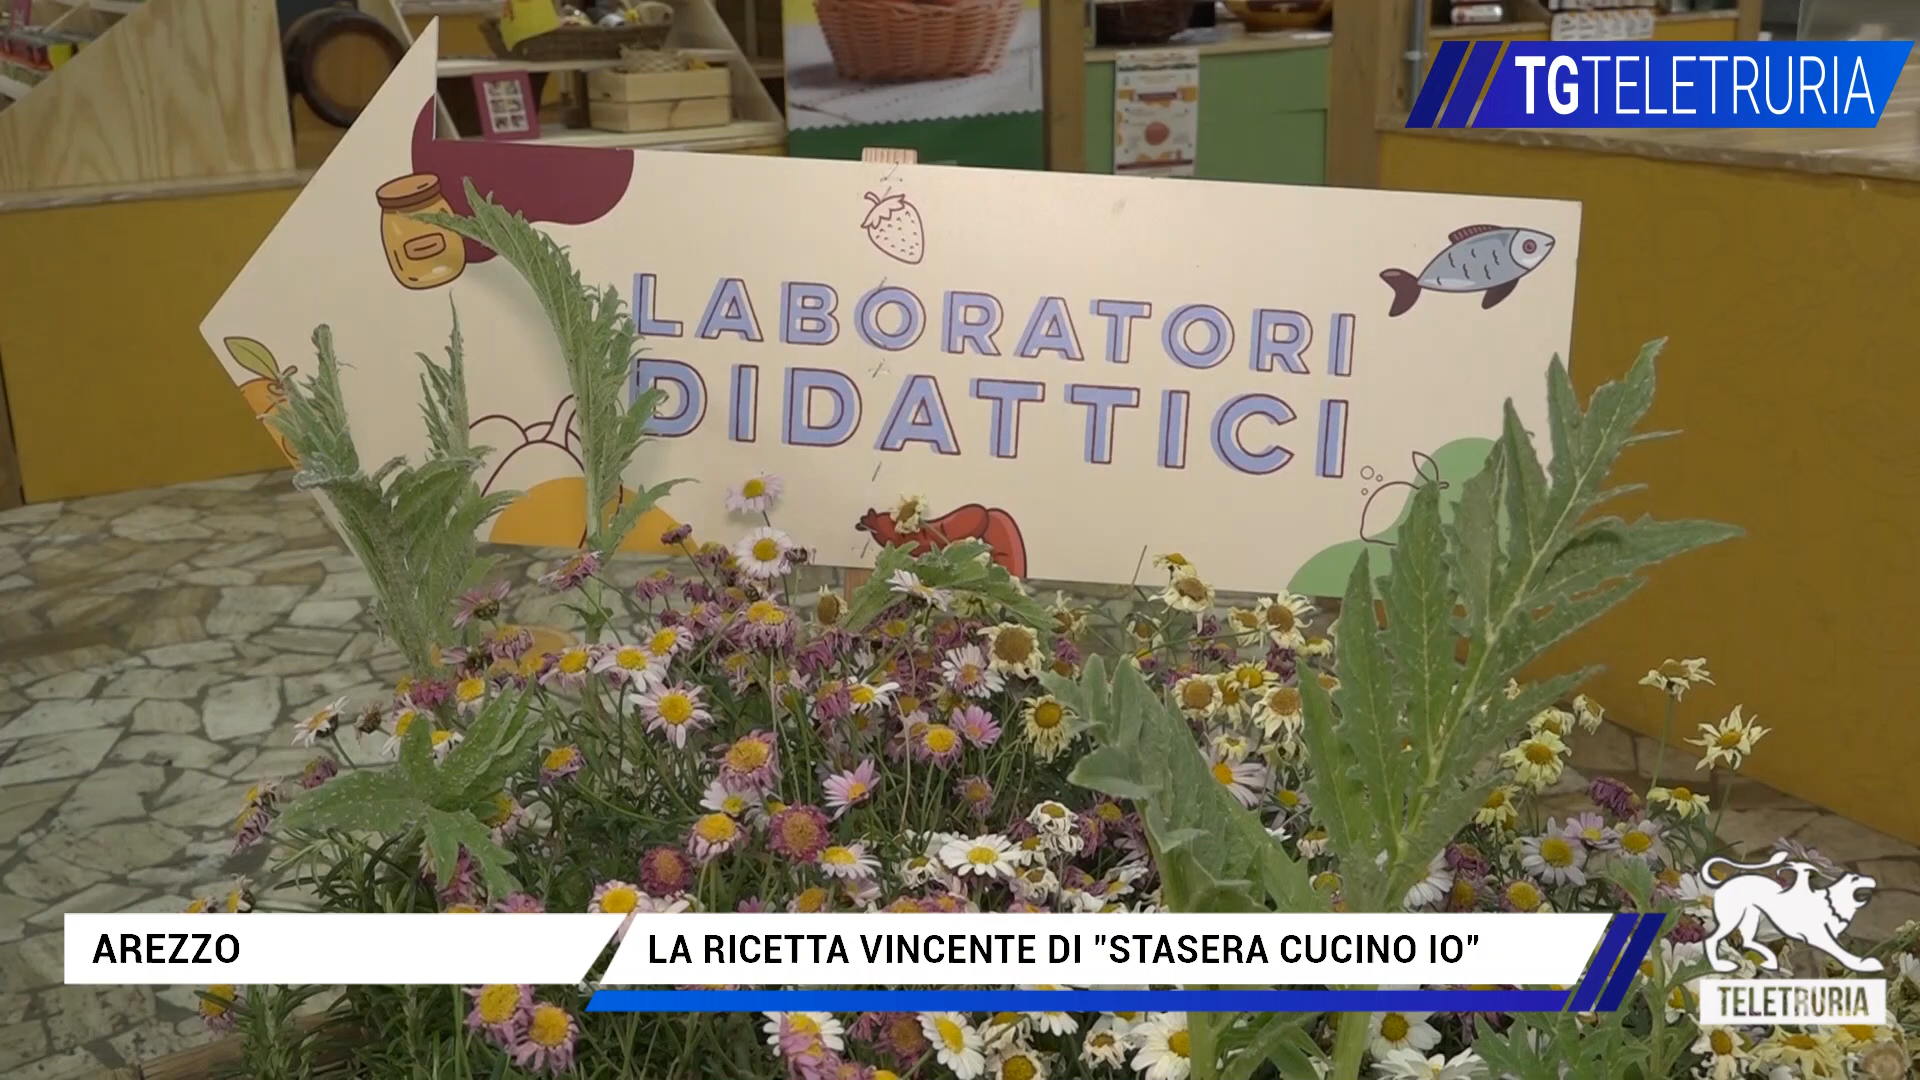 TGTELETRURIA
LABORATORI
DIDATTICI
AREZZO
LA RICETTA VINCENTE DI "STASERA CUCINO IO"
TELETRURIA